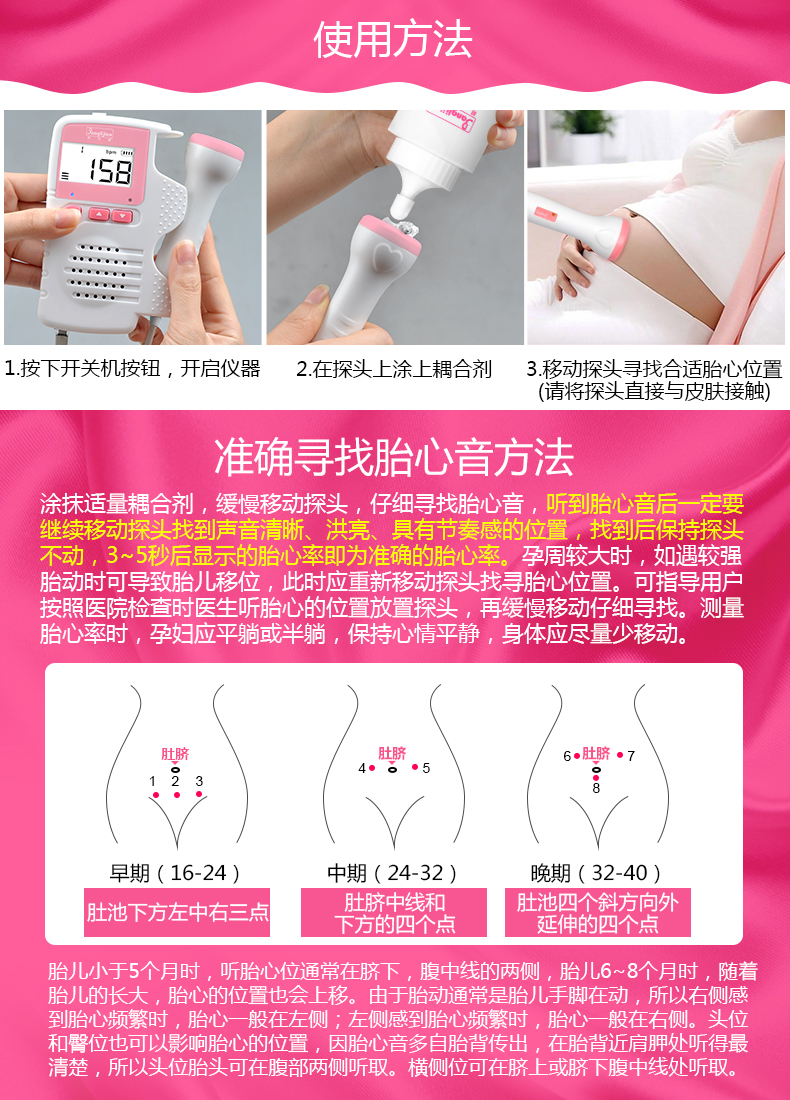 使用方法
Jumper
1
bpm
158
1.按下开关机按钮，开启仪器
2.在探头上涂上耦合剂
3.移动探头寻找合适胎心位置
(请将探头直接与皮肤接触)
准确寻找胎心音方法
涂抹适量耦合剂，缓慢移动探头，仔细寻找胎心音，听到胎心音后一定要
继续移动探头找到声音清晰、洪亮、具有节奏感的位置，找到后保持探头
不动，3~5秒后显示的胎心率即为准确的胎心率。孕周较大时，如遇较强
胎动时可导致胎儿移位，此时应重新移动探头找寻胎心位置。可指导用户
按照医院检查时医生听胎心的位置放置探头，再缓慢移动仔细寻找。测量
胎心率时，孕妇应平躺或半躺，保持心情平静，身体应尽量少移动。
肚脐
1 2 3
早期（16-24）
肚池下方左中右三点
肚脐
4 5
中期（24-32）
肚脐中线和
下方的四个点
6 肚脐 7
8
晚期（32-40）
肚池四个斜方向外
延伸的四个点
胎儿小于5个月时，听胎心位通常在脐下，腹中线的两侧，胎儿6~8个月时，随着
胎儿的长大，胎心的位置也会上移。由于胎动通常是胎儿手脚在动，所以右侧感
到胎心频繁时，胎心一般在左侧；左侧感到胎心频繁时，胎心一般在右侧。头位
和臀位也可以影响胎心的位置，因胎心音多自胎背传出，在胎背近肩胛处听得最
清楚，所以头位胎头可在腹部两侧听取。横侧位可在脐上或脐下腹中线处听取。